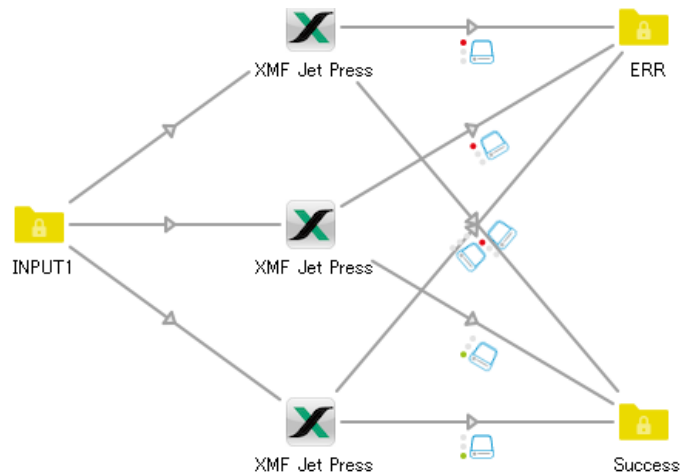 XMF Jet Press
ERR
INPUT1
XMF Jet Press
XMF Jet Press
Success